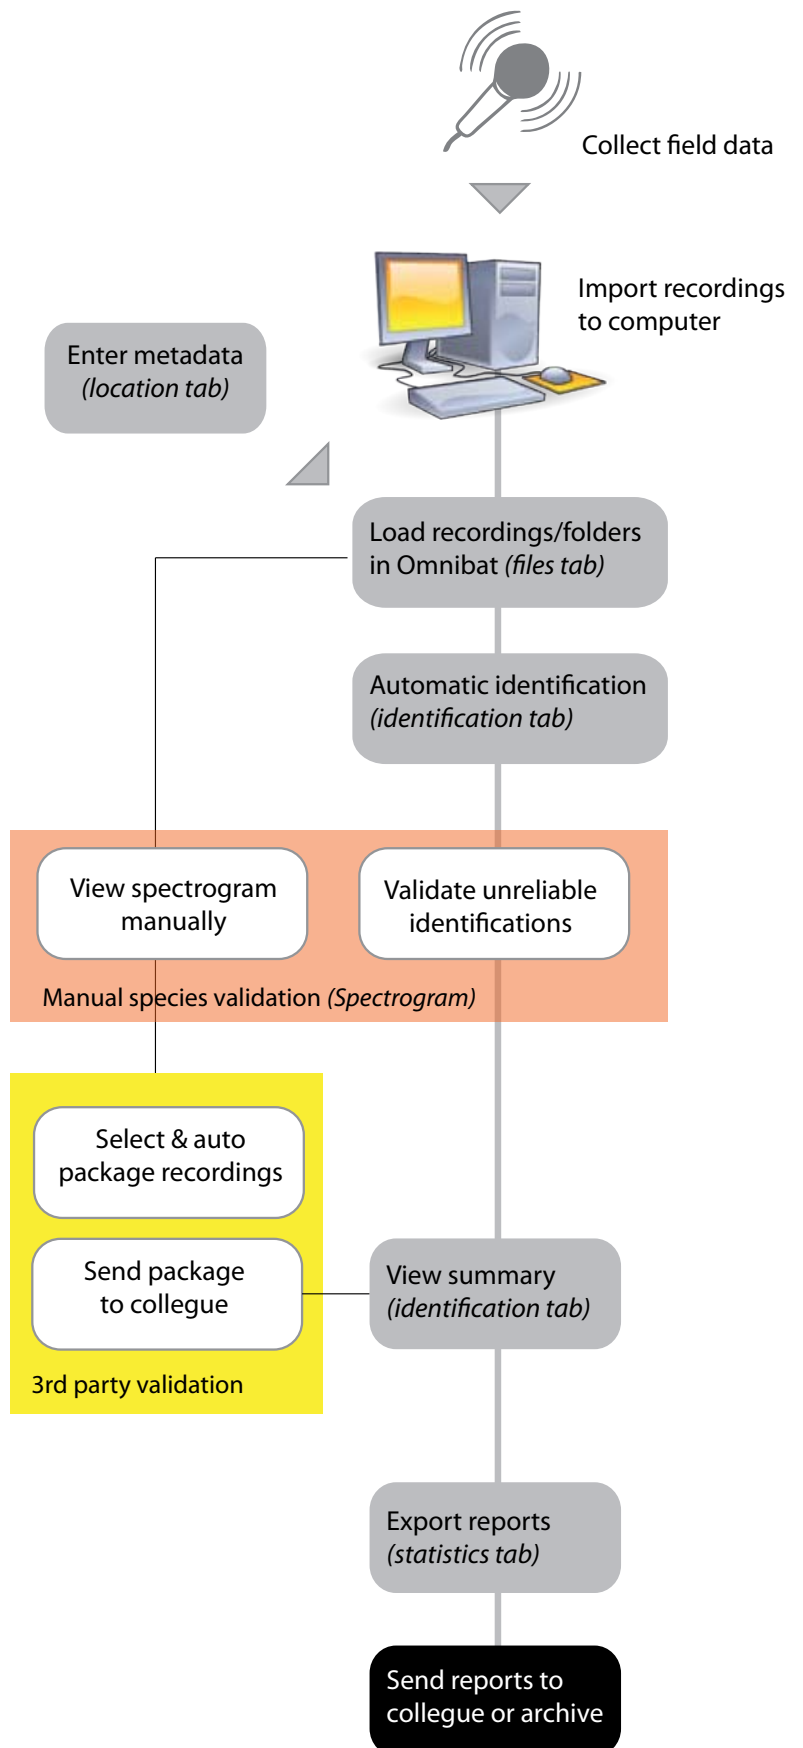 Collect field data
Import recordings
to computer
Enter metadata
(location tab)
Load recordings/folders
in Omnibat (files tab)
Automatic identification
(identification tab)
View spectrogram
manually
Validate unreliable
identifications
Manual species validation (Spectrogram)
Select & auto
package recordings
Send package
to collegue
3rd party validation
View summary
(identification tab)
Export reports
(statistics tab)
Send reports to
collegue or archive